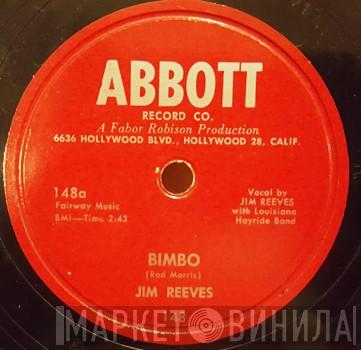 ABBOTT
RECORD CO.
A Fabor Robison Production
6636 HOLLYWOOD BLVD., HOLLYWOOD 28, CALIF.
148a
Fairway Music
BMI—Time 2:43
Vocal by
JIM REEVES
with Louisiana
Hayride Band
BIMBO
(Rod Morris)
JIM REEVES
148
МАРКЕТ ВИНИЛА